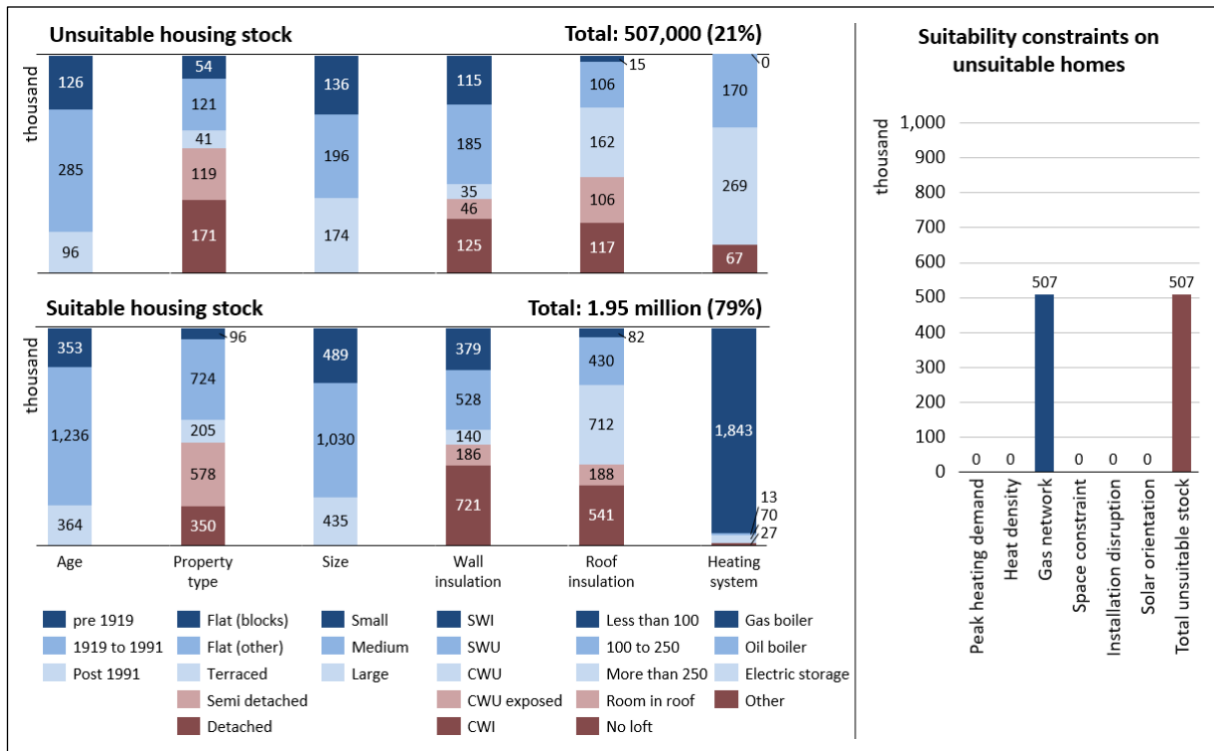 Unsuitable housing stock
Total: 507,000 (21%)
thousand
126
285
96
54
121
41
119
171
136
196
174
115
185
35
46
125
15
106
162
106
117
0
170
269
67
Suitable housing stock
Total: 1.95 million (79%)
thousand
353
1,236
364
96
724
205
578
350
489
1,030
435
379
528
140
186
721
82
430
712
188
541
1,843
13
70
27
Age
Property
type
Size
Wall
insulation
Roof
insulation
Heating
system
pre 1919
1919 to 1991
Post 1991
Flat (blocks)
Flat (other)
Terraced
Semi detached
Detached
Small
Medium
Large
SWI
SWU
CWU
CWU exposed
CWI
Less than 100
100 to 250
More than 250
Room in roof
No loft
Gas boiler
Oil boiler
Electric storage
Other
Suitability constraints on
unsuitable homes
thousand
1,000
900
800
700
600
500
400
300
200
100
0
0
0
507
0
0
0
507
Peak heating demand
Heat density
Gas network
Space constraint
Installation disruption
Solar orientation
Total unsuitable stock